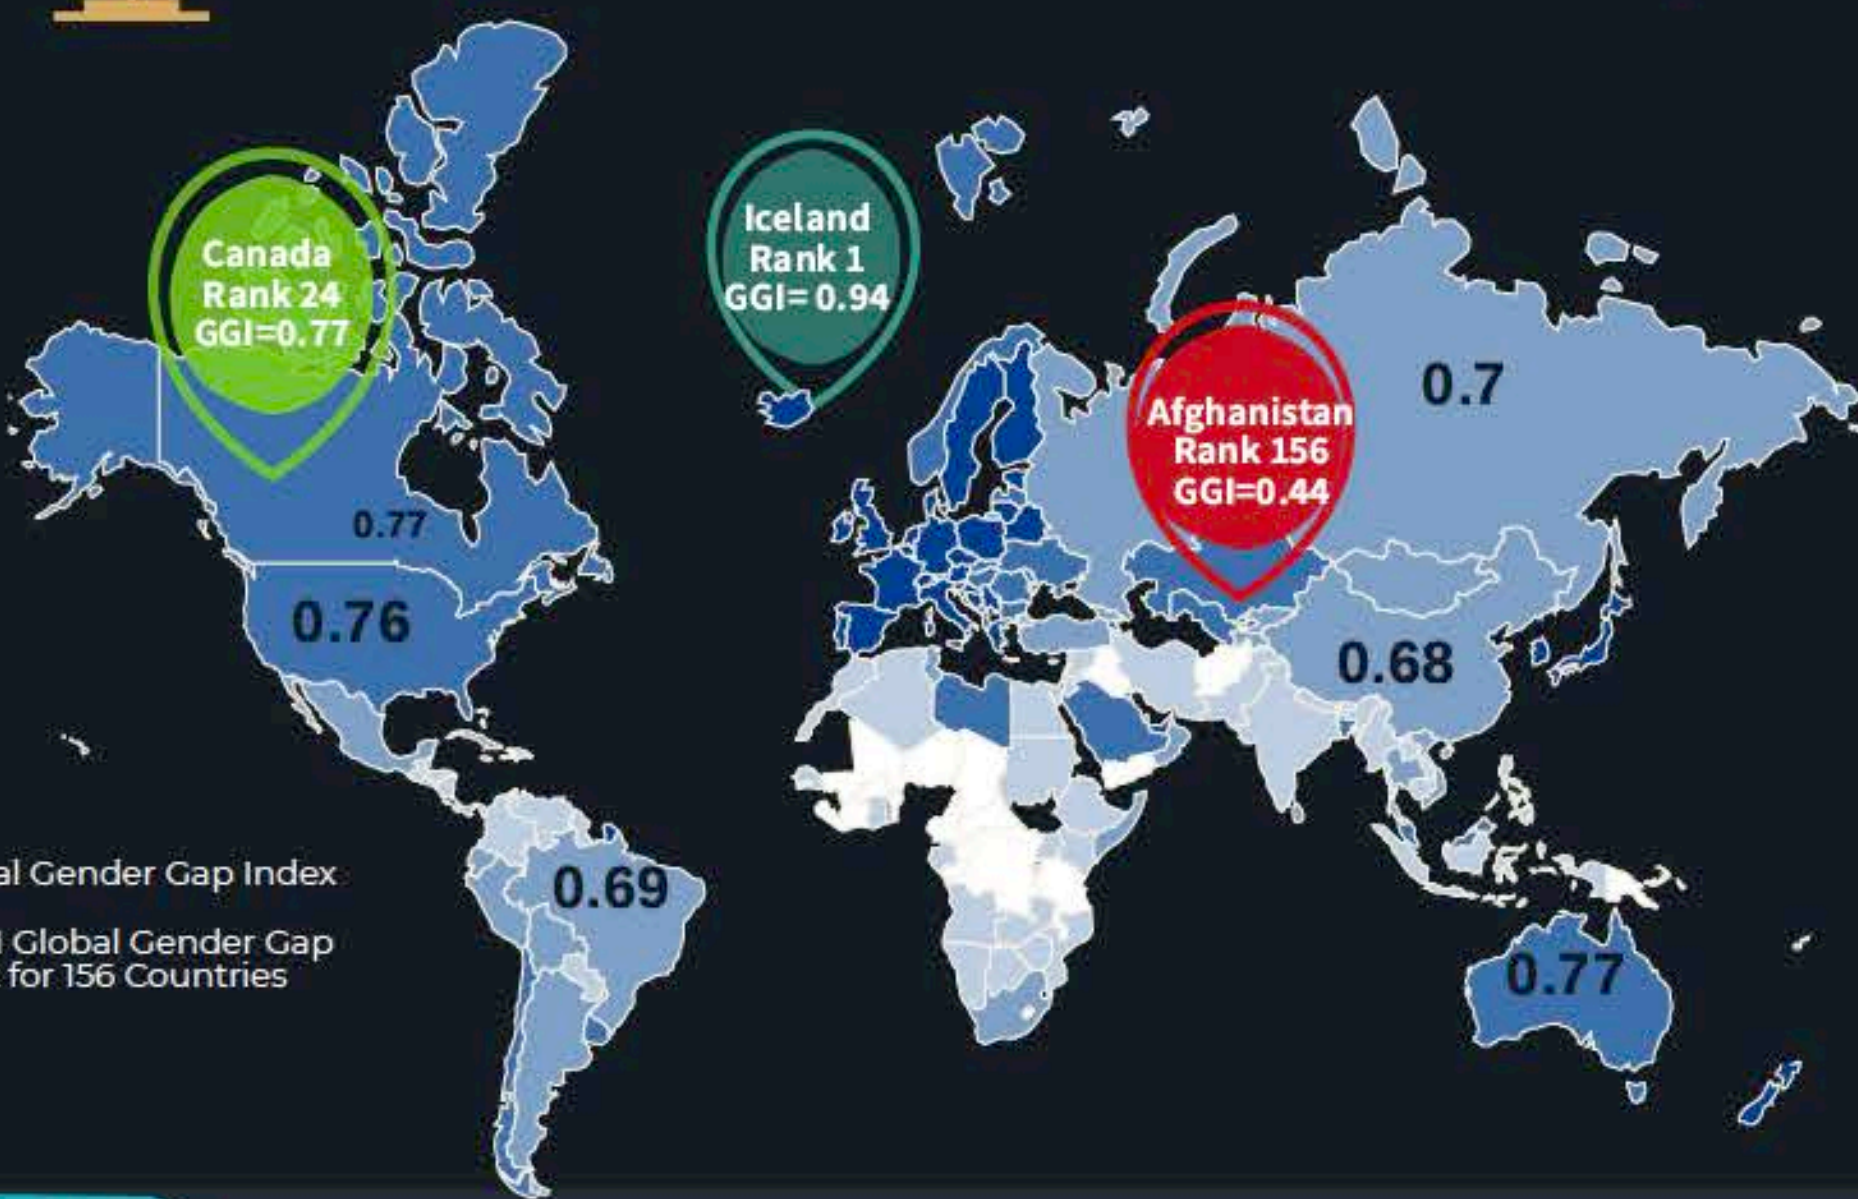 Canada
Rank 24
GGI=0.77
Iceland
Rank 1
GGI= 0.94
Afghanistan
Rank 156
GGI=0.44
0.7
0.77
0.76
0.68
0.69
0.77
Gender Gap Index
Global Gender Gap
for 156 Countries